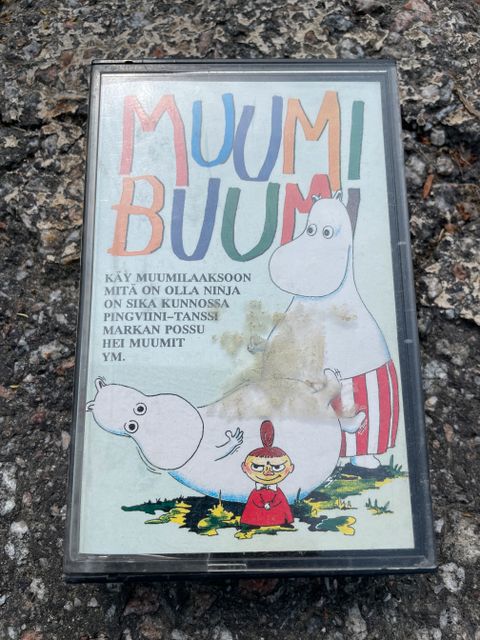 MUUMI
BUUMI
KÄY MUUMILAAKSOON
MITÄ ON OLLA NINJA
ON SIKA KUNNOSSA
PINGVIINI-TANSSI
MARKAN POSSU
HEI MUUMIT
YM.